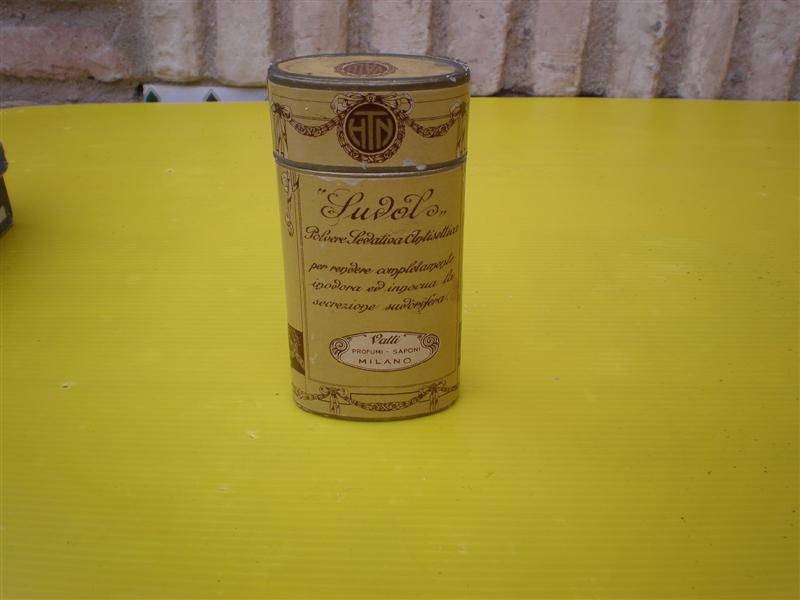 HTN
"Sudol„
Polvere Sedativa Antisettica
per rendere completamente
inodora ed innocua la
secrezione sudorifera.
Valli
PROFUMI - SAPONI
MILANO